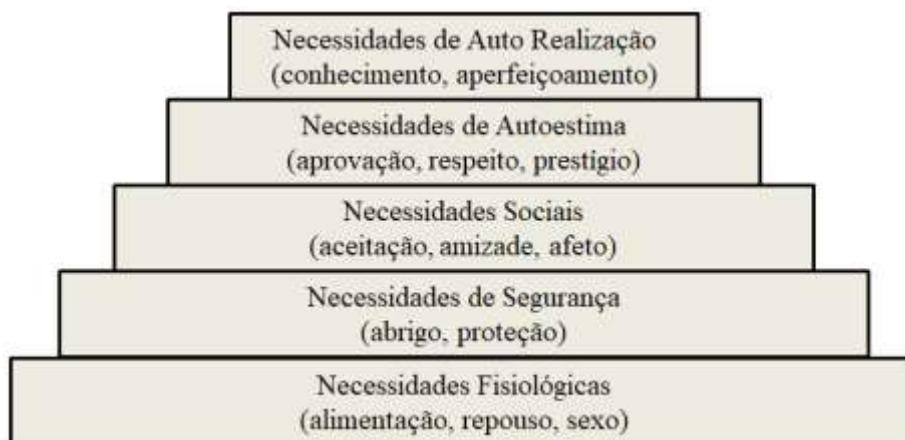 Necessidades de Auto Realização
(conhecimento, aperfeiçoamento)
Necessidades de Autoestima
(aprovação, respeito, prestígio)
Necessidades Sociais
(aceitação, amizade, afeto)
Necessidades de Segurança
(abrigo, proteção)
Necessidades Fisiológicas
(alimentação, repouso, sexo)